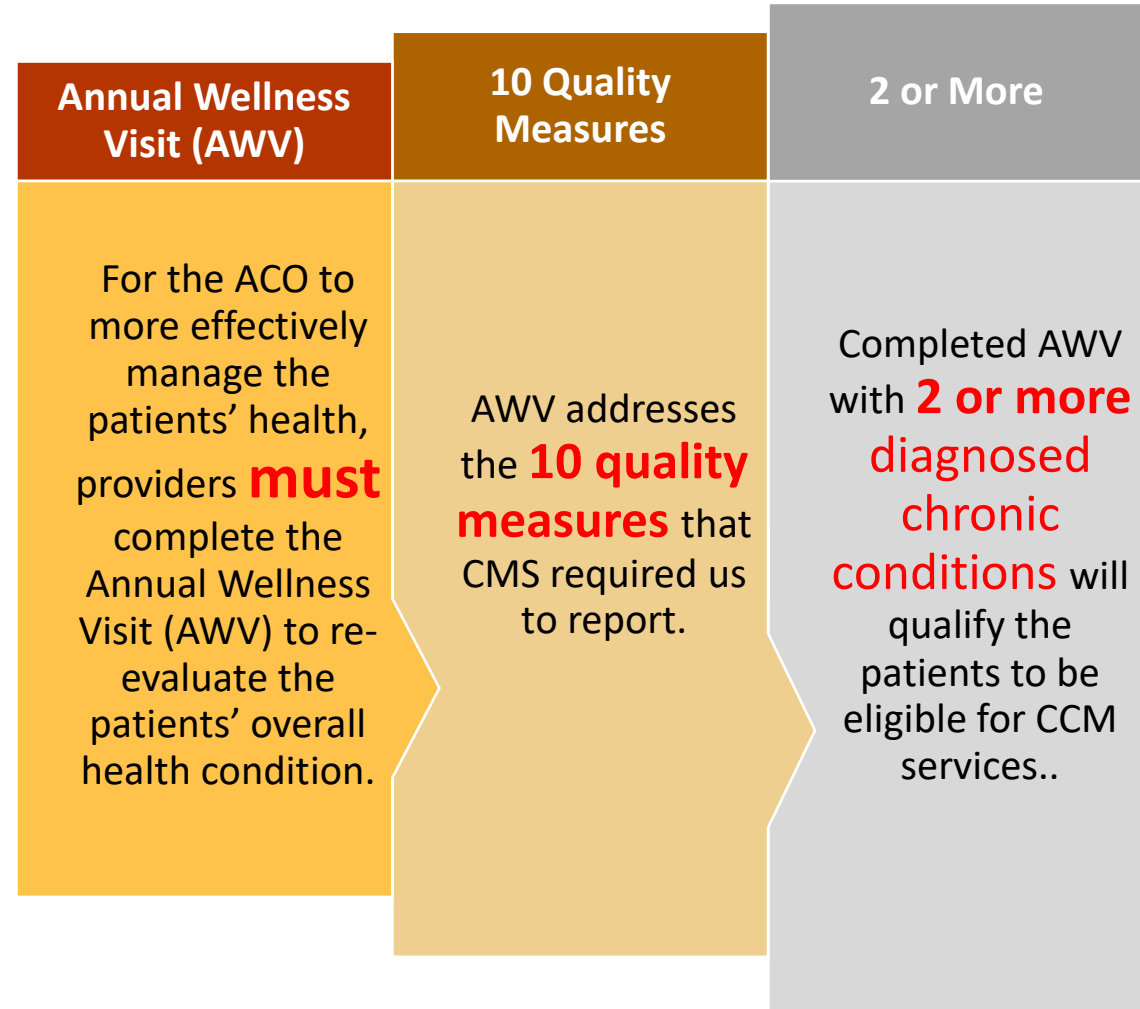 Annual Wellness
Visit (AWV)
For the ACO to
more effectively
manage the
patients’ health,
providers must
complete the
Annual Wellness
Visit (AWV) to re-
evaluate the
patients’ overall
health condition.
10 Quality
Measures
AWV addresses
the 10 quality
measures that
CMS required us
to report.
2 or More
Completed AWV
with 2 or more
diagnosed
chronic
conditions will
qualify the
patients to be
eligible for CCM
services..